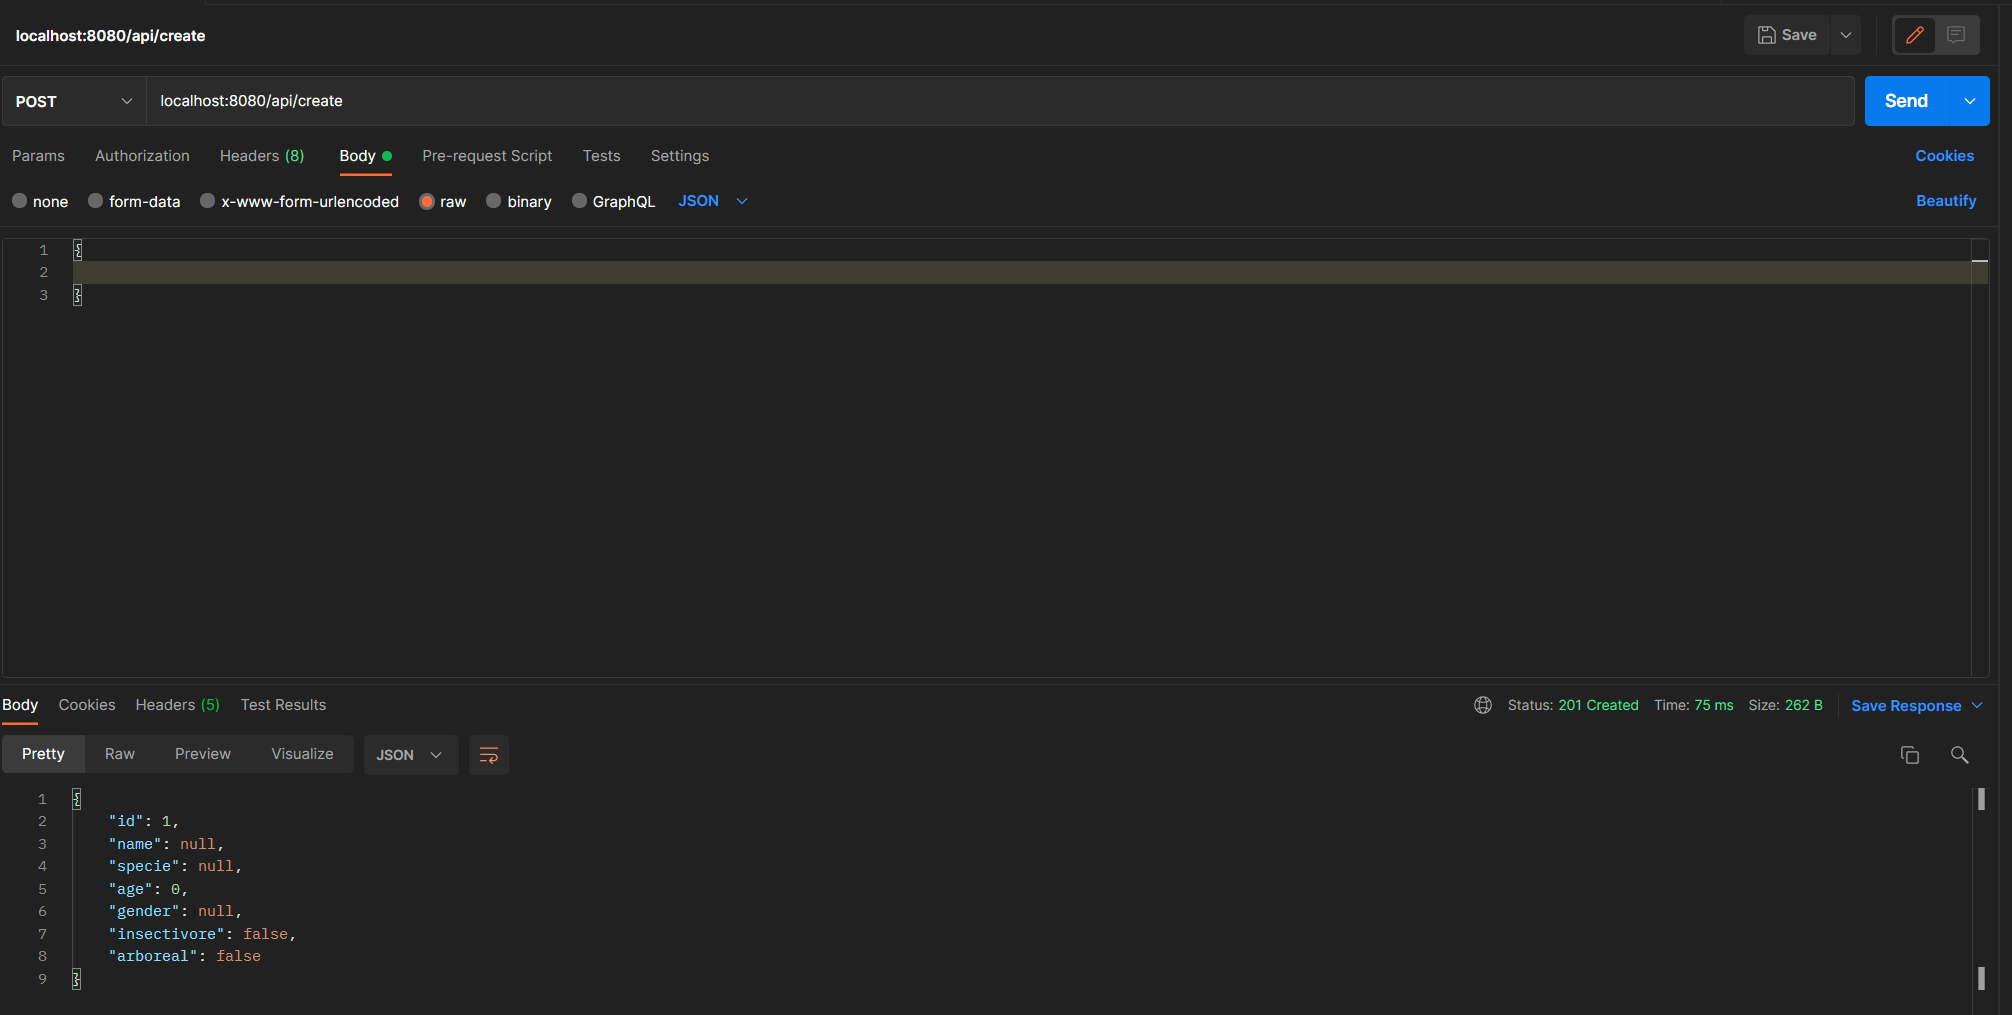 localhost:8080/api/create
Save
POST
localhost:8080/api/create
Send
Params Authorization Headers (8) Body Pre-request Script Tests Settings Cookies
none form-data x-www-form-urlencoded raw binary GraphQL JSON Beautify
1 {
2
3 }
Body Cookies Headers (5) Test Results Status: 201 Created Time: 75 ms Size: 262 B Save Response
Pretty Raw Preview Visualize JSON
1 {
2 "id": 1,
3 "name": null,
4 "specie": null,
5 "age": 0,
6 "gender": null,
7 "insectivore": false,
8 "arboreal": false
9 }